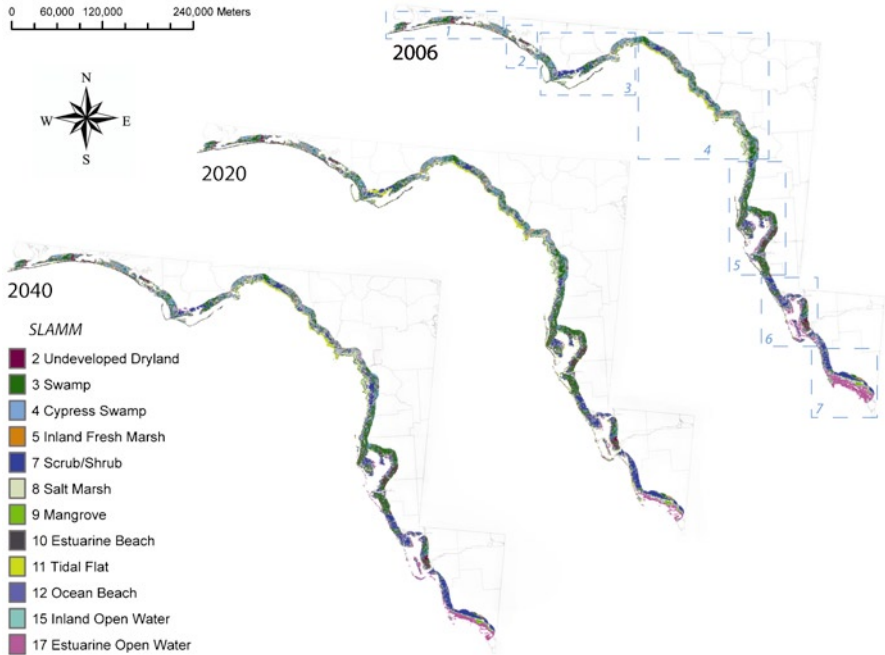 0 60,000 120,000 240,000 Meters
N
W E
S
2006
1
2
3
4
5
6
7
2020
2040
SLAMM
2 Undeveloped Dryland
3 Swamp
4 Cypress Swamp
5 Inland Fresh Marsh
7 Scrub/Shrub
8 Salt Marsh
9 Mangrove
10 Estuarine Beach
11 Tidal Flat
12 Ocean Beach
15 Inland Open Water
17 Estuarine Open Water